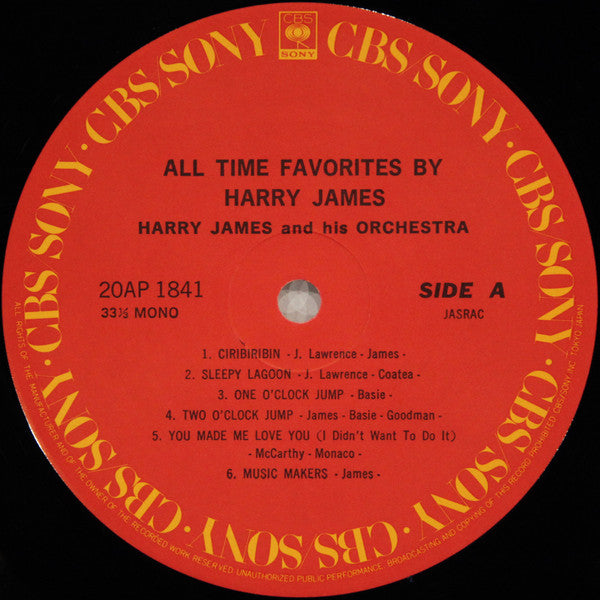 CBS
SONY
CBS/SONY · CBS/SONY · CBS/SONY · CBS/SONY · CBS/SONY · CBS/SONY · CBS SONY · CBS/SONY
ALL TIME FAVORITES BY
HARRY JAMES
HARRY JAMES and his ORCHESTRA
20AP 1841
SIDE A
33⅓ MONO
JASRAC
1. CIRIBIRIBIN - J. Lawrence - James -
2. SLEEPY LAGOON - J. Lawrence - Coatea -
3. ONE O'CLOCK JUMP - Basie -
4. TWO O'CLOCK JUMP - James - Basie - Goodman -
5. YOU MADE ME LOVE YOU (I Didn't Want To Do It)
- McCarthy - Monaco -
6. MUSIC MAKERS - James -
ALL RIGHTS OF THE MANUFACTURER AND OF THE OWNER OF THE RECORDED WORK RESERVED·UNAUTHORIZED PUBLIC PERFORMANCE, BROADCASTING AND COPYING OF THIS RECORD PROHIBITED CBS/SONY INC. TOKYO JAPAN